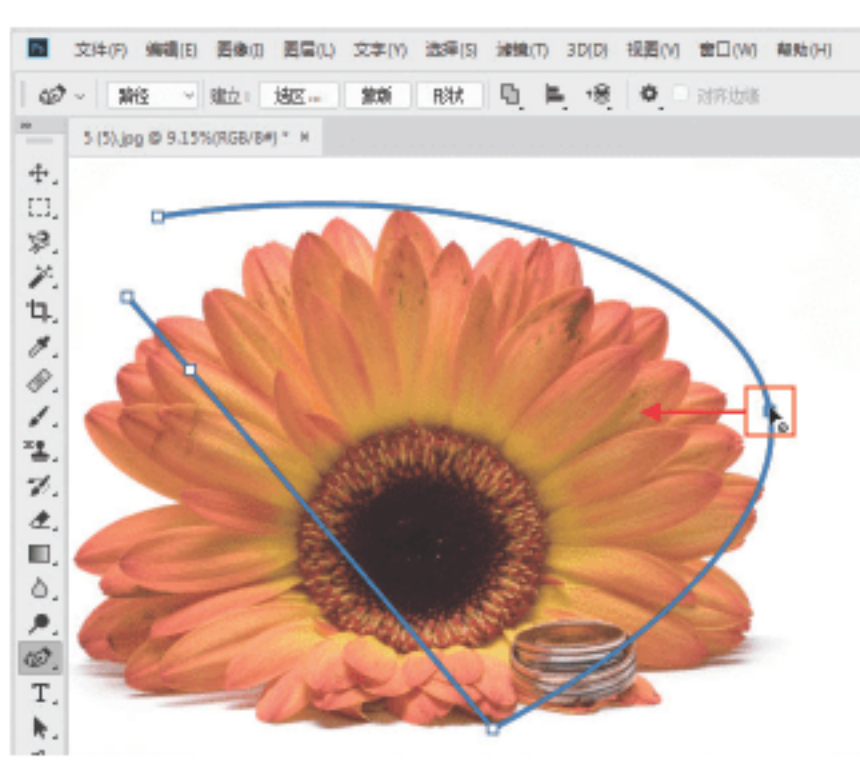 Ps 文件(F) 编辑(E) 图像(I) 图层(L) 文字(Y) 选择(S) 滤镜(T) 3D(D) 视图(V) 窗口(W) 帮助(H)
路径 建立: 选区... 蒙版 形状 对齐边缘
5 (5).jpg @ 9.15%(RGB/8#) * ×
T